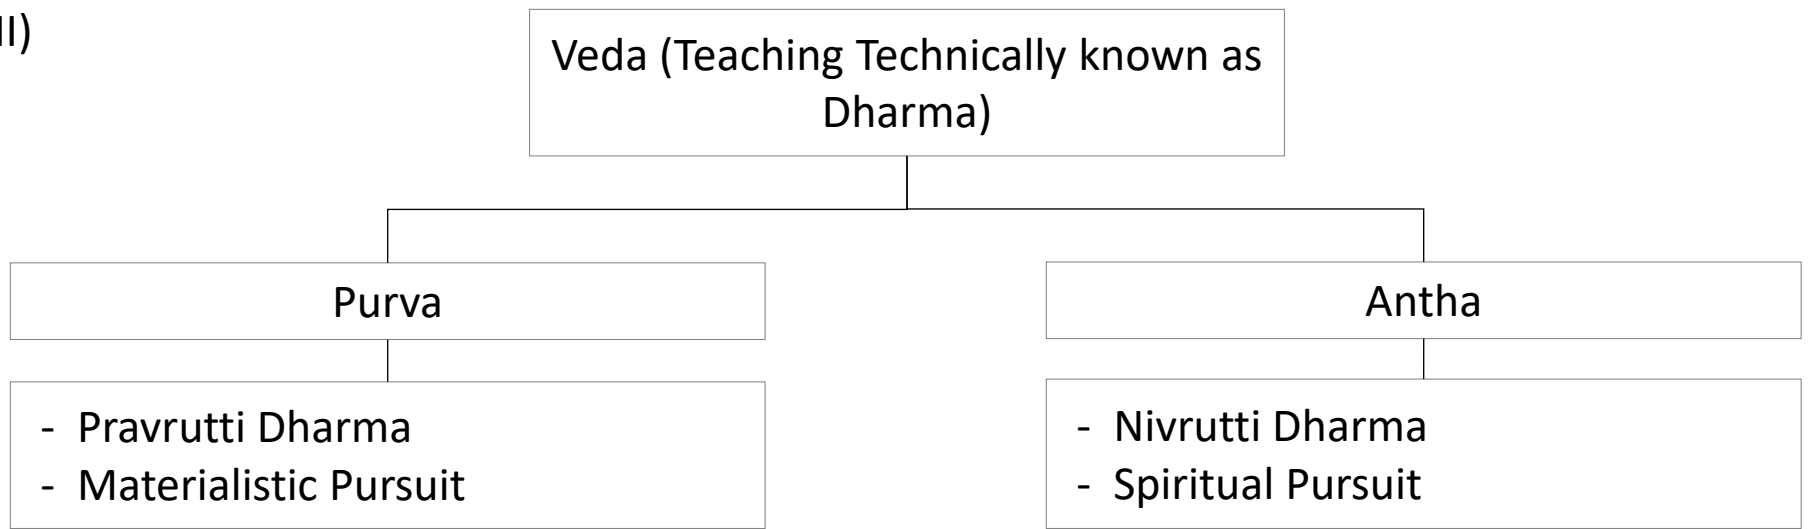 II)
Veda (Teaching Technically known as
Dharma)
Purva
Antha
- Pravrutti Dharma
- Materialistic Pursuit
- Nivrutti Dharma
- Spiritual Pursuit